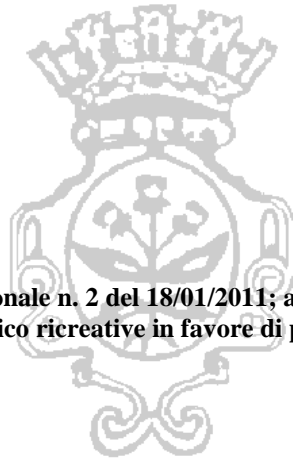 onale n. 2 del 18/01/2011; a
ico ricreative in favore di p